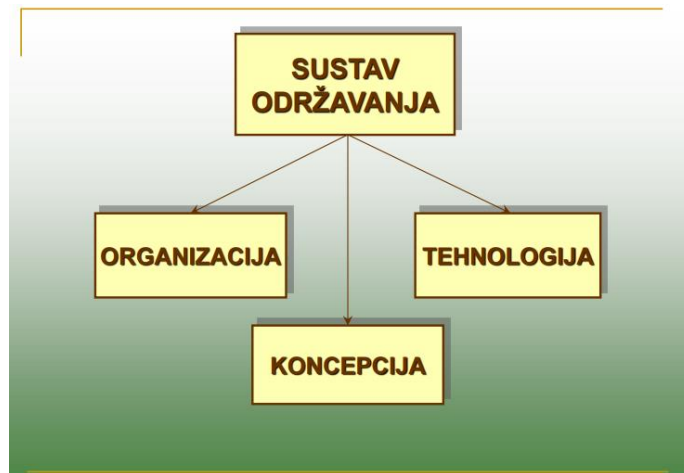 SUSTAV
ODRŽAVANJA
ORGANIZACIJA
TEHNOLOGIJA
KONCEPCIJA